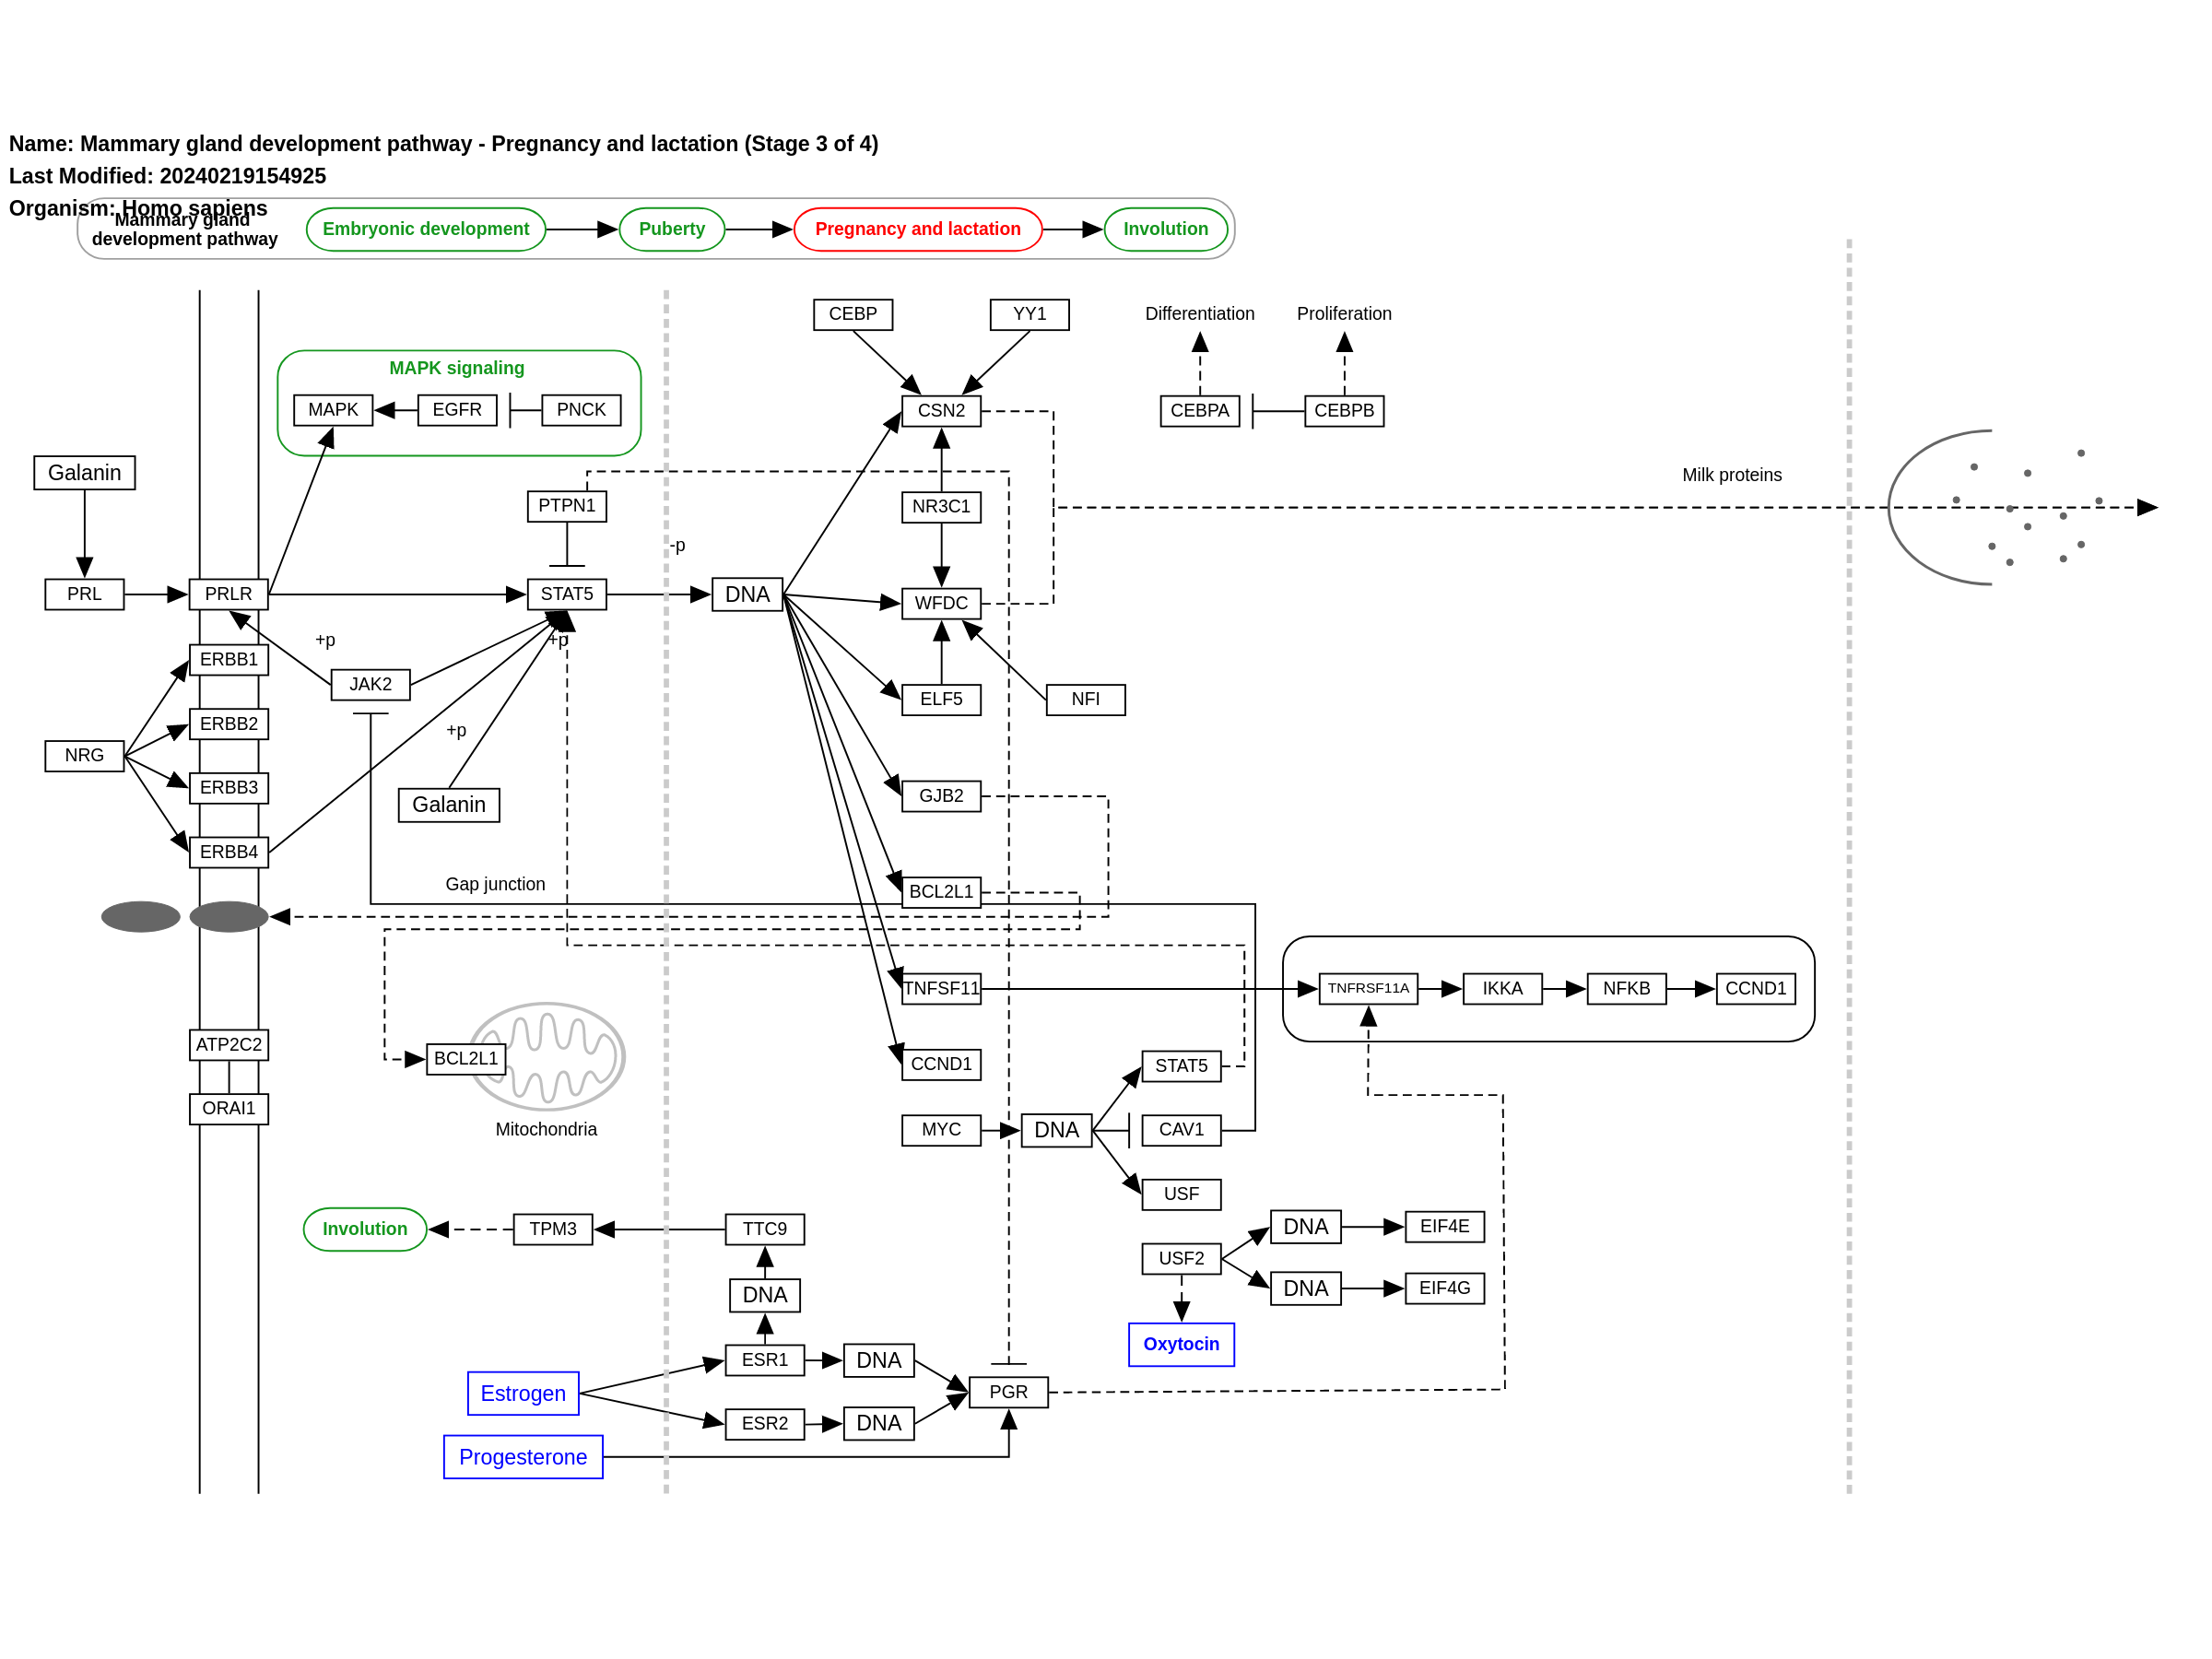 Name: Mammary gland development pathway - Pregnancy and lactation (Stage 3 of 4)
Last Modified: 20240219154925
Organism: Homo sapiens
Mammary gland
development pathway
Embryonic development
Puberty
Pregnancy and lactation
Involution
CEBP
YY1
Differentiation
Proliferation
MAPK signaling
MAPK
EGFR
PNCK
CSN2
CEBPA
CEBPB
Galanin
Milk proteins
PTPN1
NR3C1
-p
PRL
PRLR
STAT5
DNA
WFDC
+p
+p
ERBB1
JAK2
ELF5
NFI
ERBB2
+p
NRG
ERBB3
GJB2
Galanin
ERBB4
Gap junction
BCL2L1
TNFSF11
TNFRSF11A
IKKA
NFKB
CCND1
ATP2C2
BCL2L1
CCND1
STAT5
ORAI1
Mitochondria
MYC
DNA
CAV1
USF
Involution
TPM3
TTC9
DNA
EIF4E
USF2
DNA
DNA
EIF4G
Oxytocin
ESR1
DNA
Estrogen
PGR
ESR2
DNA
Progesterone